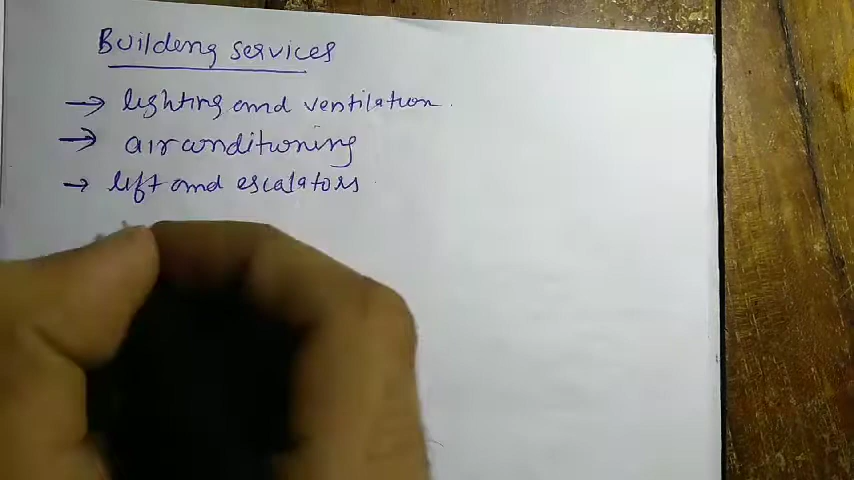 Building services
→ lighting and ventilation.
→ airconditioning
→ lift and escalators